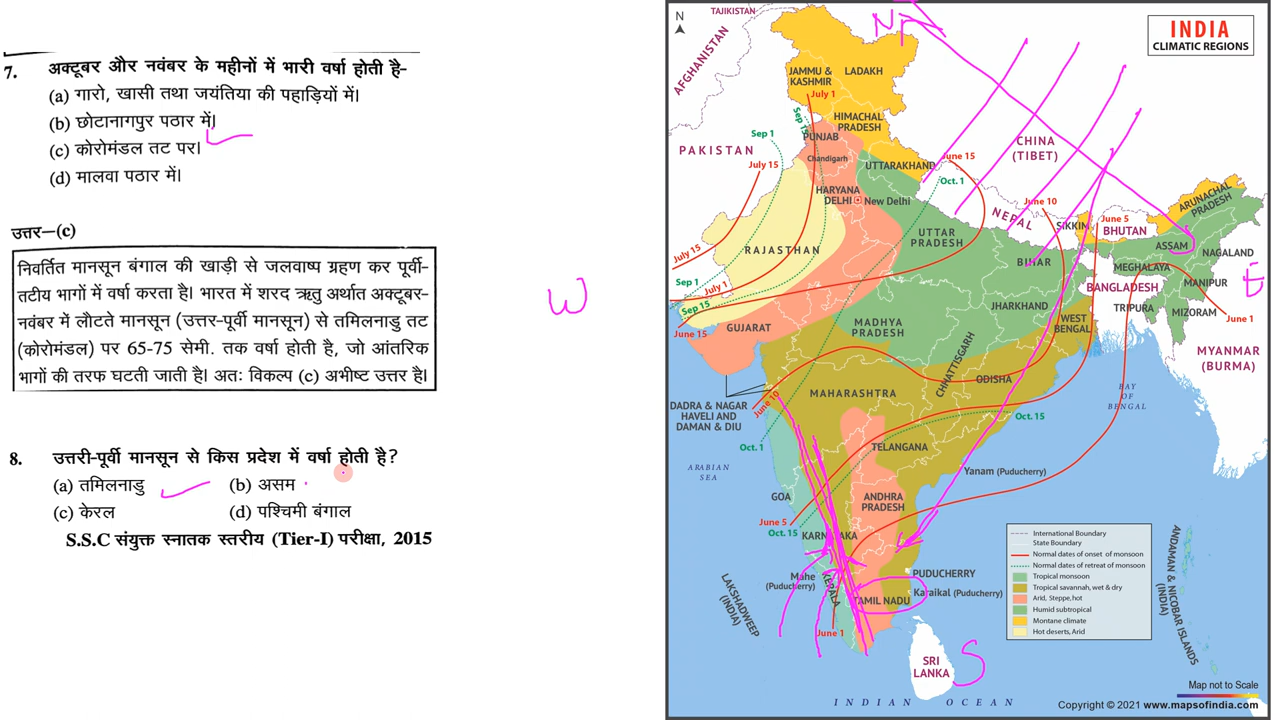 7. अक्टूबर और नवंबर के महीनों में भारी वर्षा होती है-
(a) गारो, खासी तथा जयंतिया की पहाड़ियों में।
(b) छोटानागपुर पठार में।
(c) कोरोमंडल तट पर।
(d) मालवा पठार में।
उत्तर—(c)
निवर्तित मानसून बंगाल की खाड़ी से जलवाष्प ग्रहण कर पूर्वी-
तटीय भागों में वर्षा करता है। भारत में शरद ऋतु अर्थात अक्टूबर-
नवंबर में लौटते मानसून (उत्तर-पूर्वी मानसून) से तमिलनाडु तट
(कोरोमंडल) पर 65-75 सेमी. तक वर्षा होती है, जो आंतरिक
भागों की तरफ घटती जाती है। अतः विकल्प (c) अभीष्ट उत्तर है।
8. उत्तरी-पूर्वी मानसून से किस प्रदेश में वर्षा होती है?
(a) तमिलनाडु (b) असम
(c) केरल (d) पश्चिमी बंगाल
S.S.C संयुक्त स्नातक स्तरीय (Tier-I) परीक्षा, 2015
W
N
TAJIKISTAN
AFGHANISTAN
INDIA
CLIMATIC REGIONS
JAMMU &
KASHMIR
LADAKH
July 1
HIMACHAL
PRADESH
Sep 1
PUNJAB
PAKISTAN
Chandigarh
July 15
UTTARAKHAND
June 15
CHINA
(TIBET)
Oct. 1
HARYANA
DELHI
New Delhi
June 10
NEPAL
SIKKIM
June 5
BHUTAN
ARUNACHAL
PRADESH
RAJASTHAN
UTTAR
PRADESH
BIHAR
ASSAM
NAGALAND
MEGHALAYA
July 15
Sep 1
July 1
Sep 15
June 15
BANGLADESH
MANIPUR
E
TRIPURA
MIZORAM
June 1
GUJARAT
MADHYA
PRADESH
JHARKHAND
WEST
BENGAL
MYANMAR
(BURMA)
CHHATTISGARH
ODISHA
MAHARASHTRA
BAY
OF
BENGAL
DADRA & NAGAR
HAVELI AND
DAMAN & DIU
June 10
Oct. 1
Oct. 15
TELANGANA
ARABIAN
SEA
Yanam (Puducherry)
GOA
ANDHRA
PRADESH
June 5
Oct. 15
KARNATAKA
International Boundary
State Boundary
Normal dates of onset of monsoon
Normal dates of retreat of monsoon
Tropical monsoon
Tropical savannah, wet & dry
Arid, Steppe, hot
Humid subtropical
Montane climate
Hot deserts, Arid
ANDAMAN & NICOBAR ISLANDS
(INDIA)
Mahe
(Puducherry)
PUDUCHERRY
Karaikal (Puducherry)
LAKSHADWEEP
(INDIA)
KERALA
TAMIL NADU
June 1
SRI
LANKA
S
INDIAN OCEAN
Map not to Scale
Copyright © 2021 www.mapsofindia.com